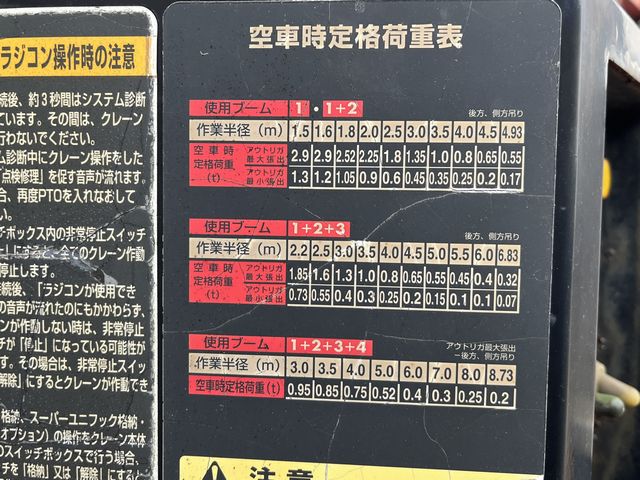 ラジコン操作時の注意
続後、約3秒間はシステム診断
ています。その間は、クレーン
行わないでください。
ム診断中にクレーン操作をした
「点検修理」を促す音声が流れます。
合、再度PTOを入れなおして
い。
チボックス内の非常停止スイッチ
にすると全てのクレーン作動
停止します。
続後、「ラジコンが使用でき
の音声が流れたのにもかかわらず、
ンが作動しない時は、非常停止
チが「停止」になっている可能性が
す。その場合は、非常停止スイッ
解除」にするとクレーンが作動でき
格納、スーパーユニフック格納・
オプション）の操作をクレーン本体
のスイッチボックスで行う場合、
チを「格納」又は「解除」にすると
空車時定格荷重表
使用ブーム 1・1+2 後方、側方吊り
作業半径(m) 1.5 1.6 1.8 2.0 2.5 3.0 3.5 4.0 4.5 4.93
空車時定格荷重(t) アウトリガ最大張出 2.9 2.9 2.52 2.25 1.8 1.35 1.0 0.8 0.65 0.55
アウトリガ最小張出 1.3 1.2 1.05 0.9 0.6 0.45 0.35 0.25 0.2 0.17
使用ブーム 1+2+3 後方、側方吊り
作業半径(m) 2.2 2.5 3.0 3.5 4.0 4.5 5.0 5.5 6.0 6.83
空車時定格荷重(t) アウトリガ最大張出 1.85 1.6 1.3 1.0 0.8 0.65 0.55 0.45 0.4 0.32
アウトリガ最小張出 0.73 0.55 0.4 0.3 0.25 0.2 0.15 0.1 0.1 0.07
使用ブーム 1+2+3+4 アウトリガ最大張出
－後方、側方吊り
作業半径(m) 3.0 3.5 4.0 5.0 6.0 7.0 8.0 8.73
空車時定格荷重(t) 0.95 0.85 0.75 0.52 0.4 0.3 0.25 0.2
注意